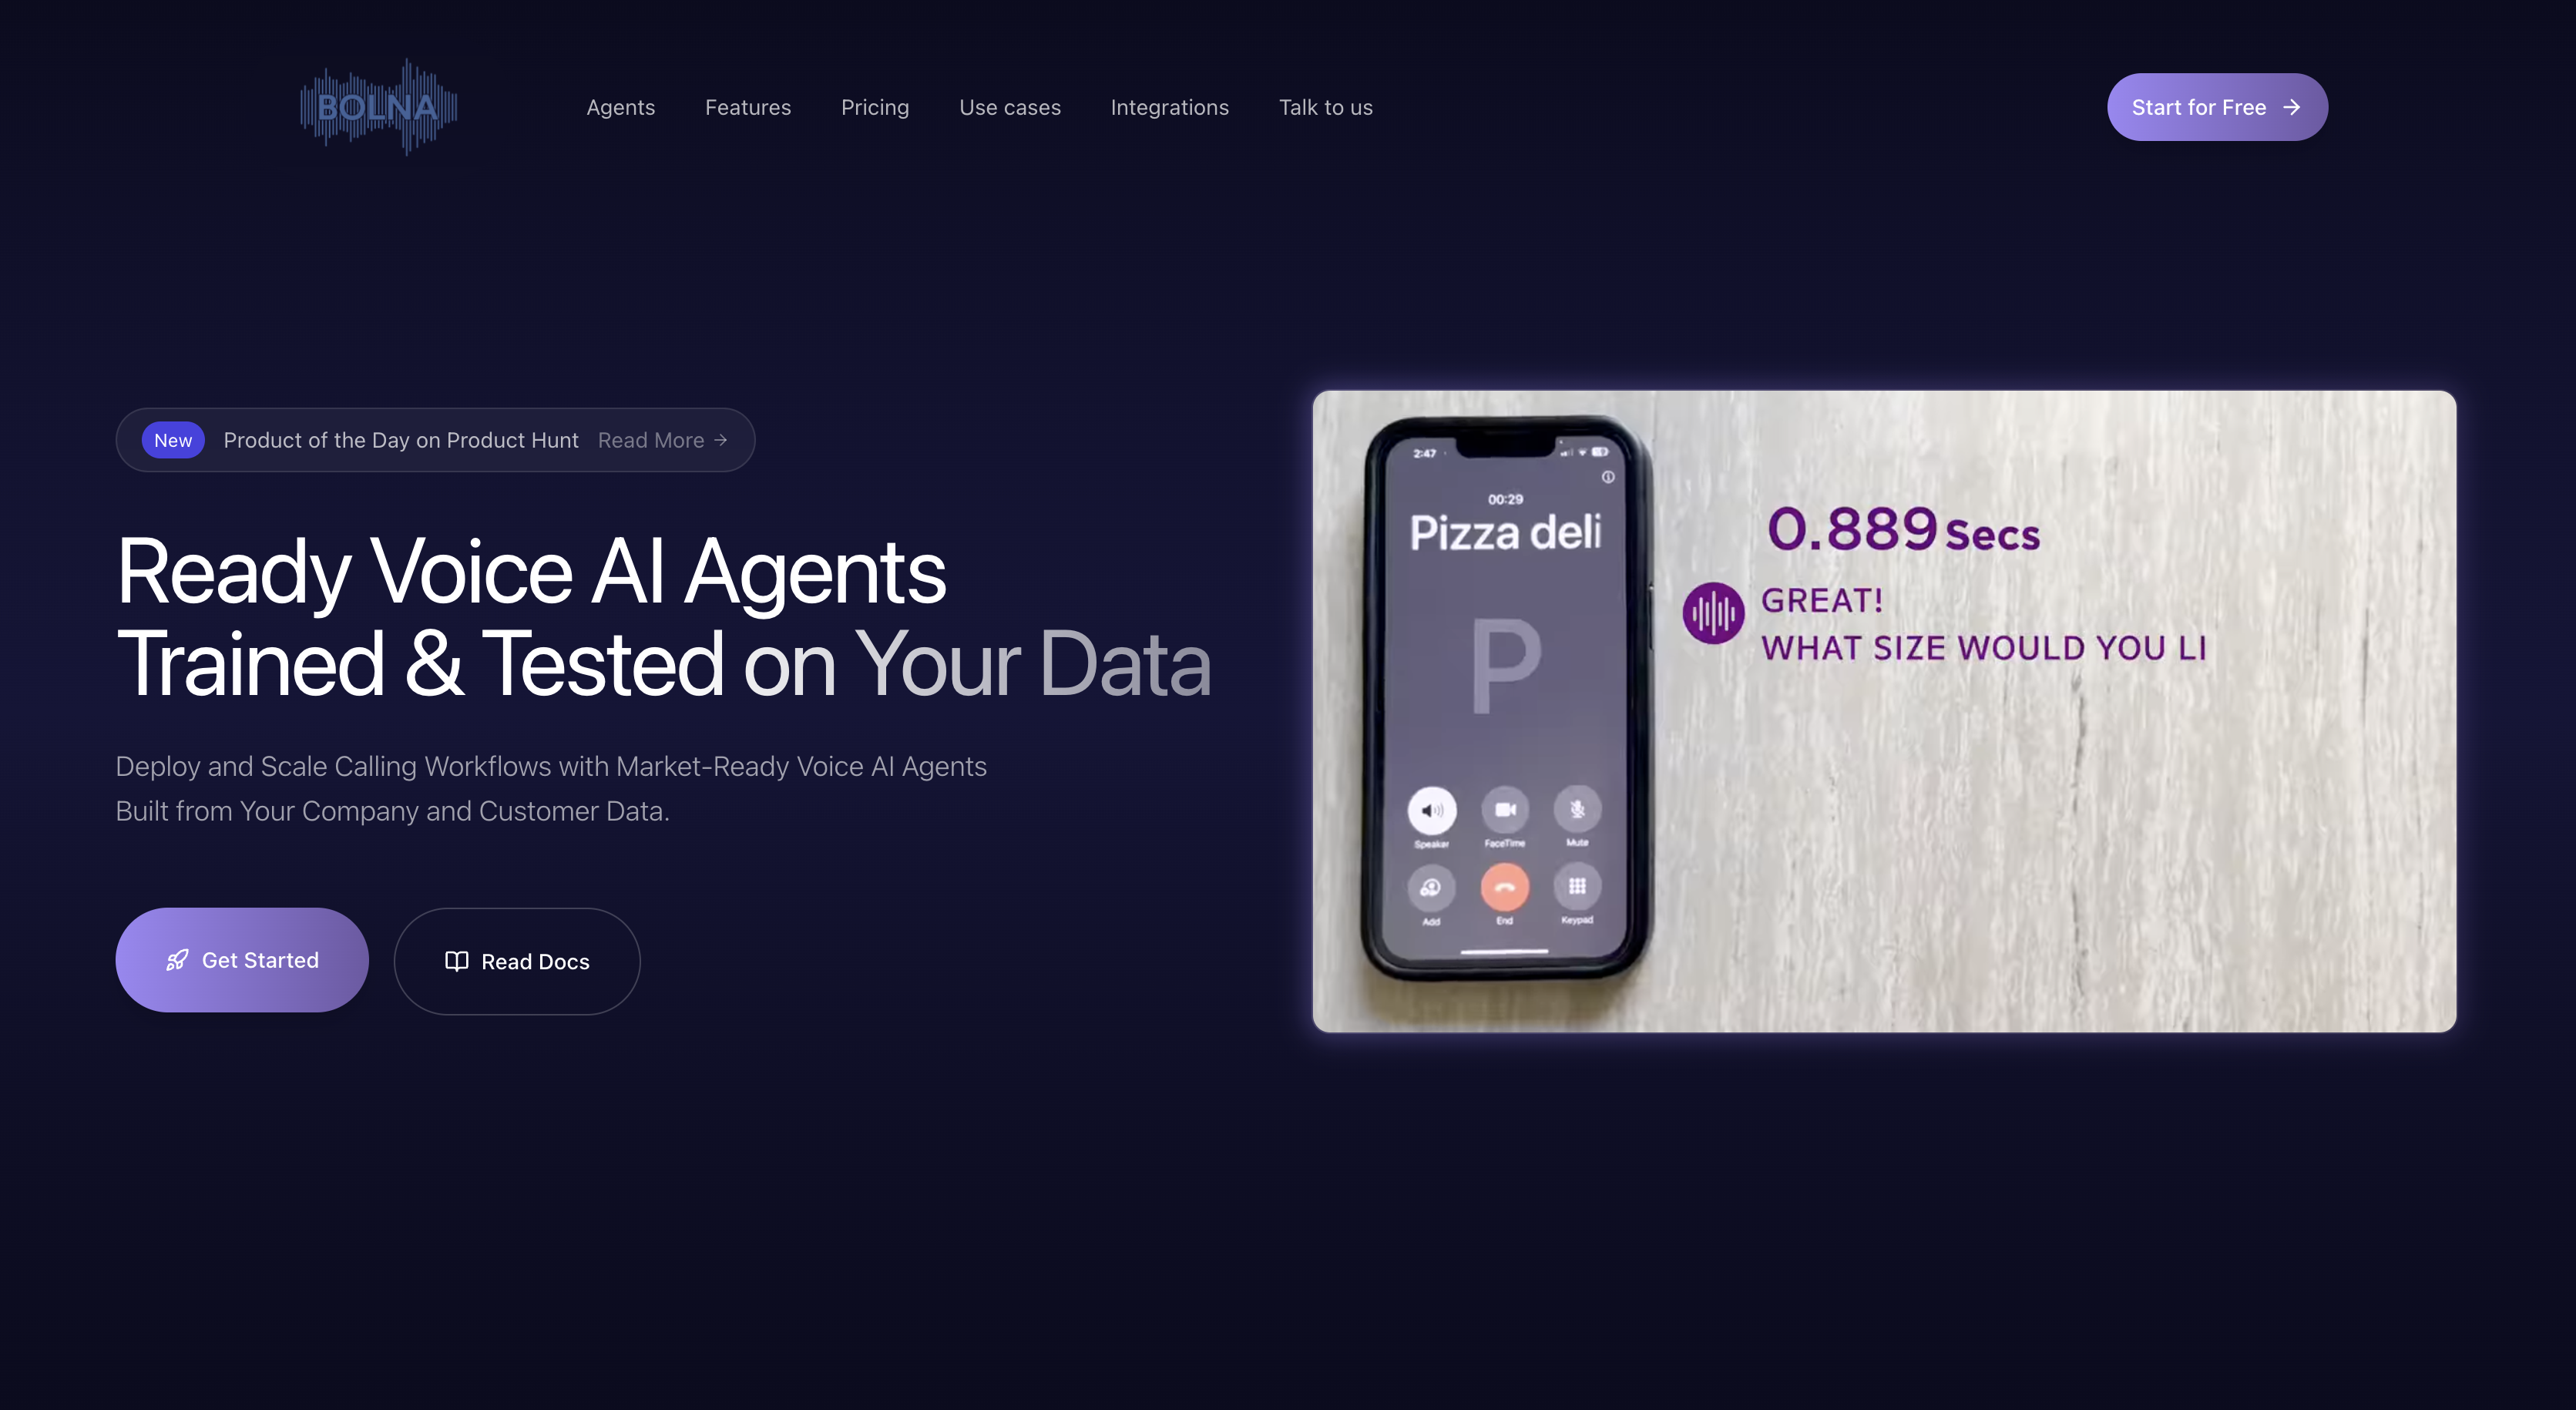 BOLNA
Agents Features Pricing Use cases Integrations Talk to us
Start for Free
New Product of the Day on Product Hunt Read More
Ready Voice AI Agents
Trained & Tested on Your Data
Deploy and Scale Calling Workflows with Market-Ready Voice AI Agents
Built from Your Company and Customer Data.
Get Started
Read Docs
2:47
00:29
Pizza deli
P
Speaker FaceTime Mute
Add End Keypad
0.889 Secs
GREAT!
WHAT SIZE WOULD YOU LI